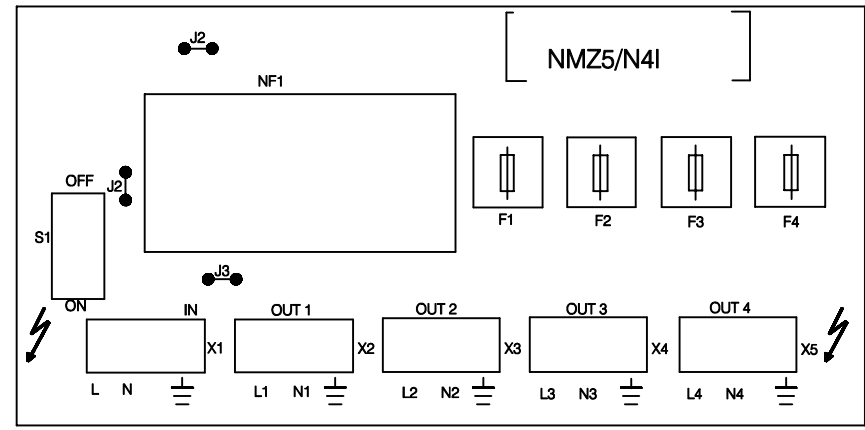 J2
NMZ5/N4I
NF1
OFF
J2
S1
F1 F2 F3 F4
J3
ON
IN OUT 1 OUT 2 OUT 3 OUT 4
X1 X2 X3 X4 X5
L N L1 N1 L2 N2 L3 N3 L4 N4